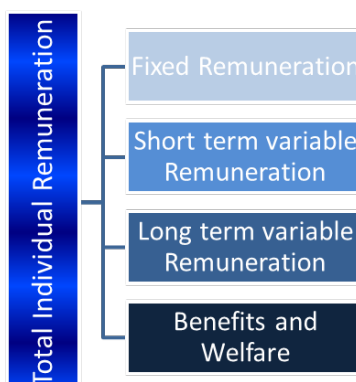 Total Individual Remuneration
Fixed Remuneration
Short term variable
Remuneration
Long term variable
Remuneration
Benefits and
Welfare